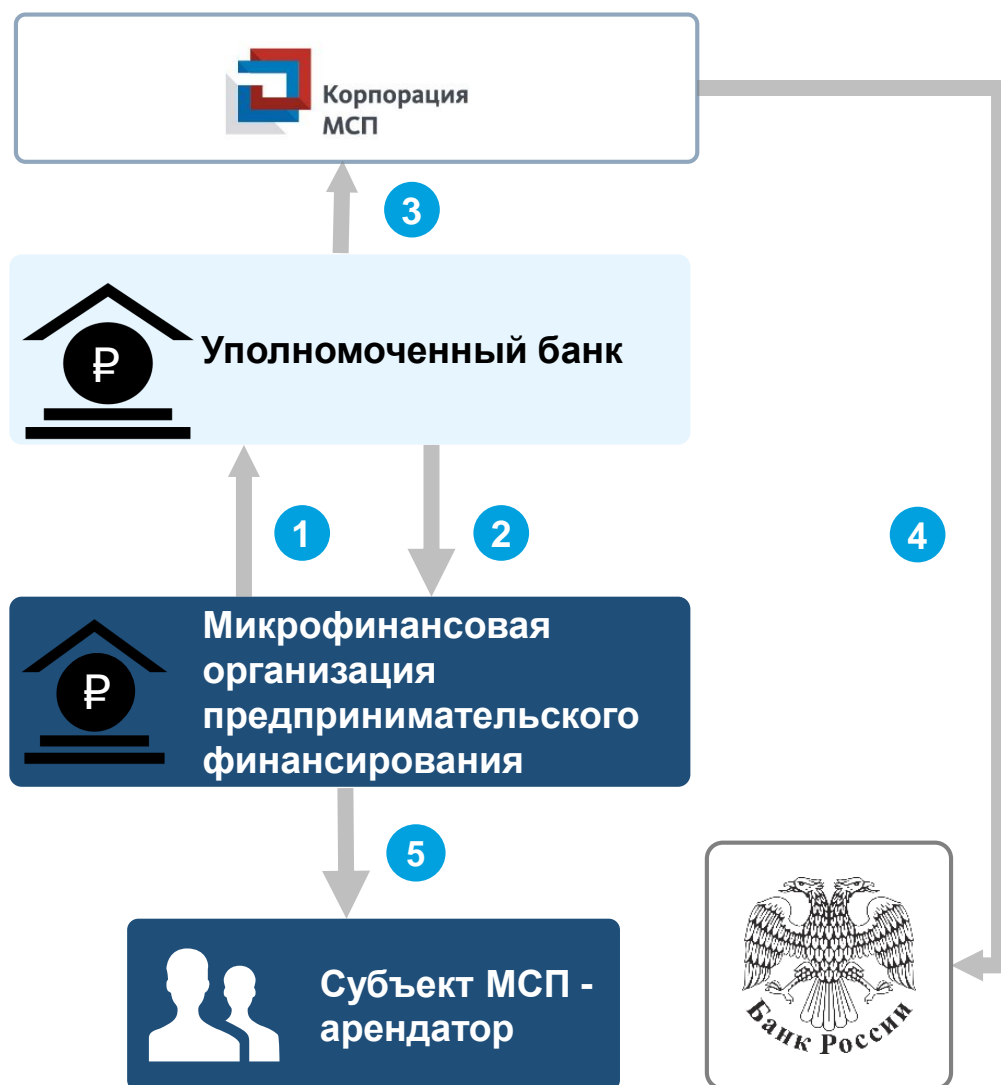 Корпорация
МСП
3
Уполномоченный банк
₽
1
2
4
Микрофинансовая
организация
предпринимательского
финансирования
₽
5
Субъект МСП -
арендатор
Банк России